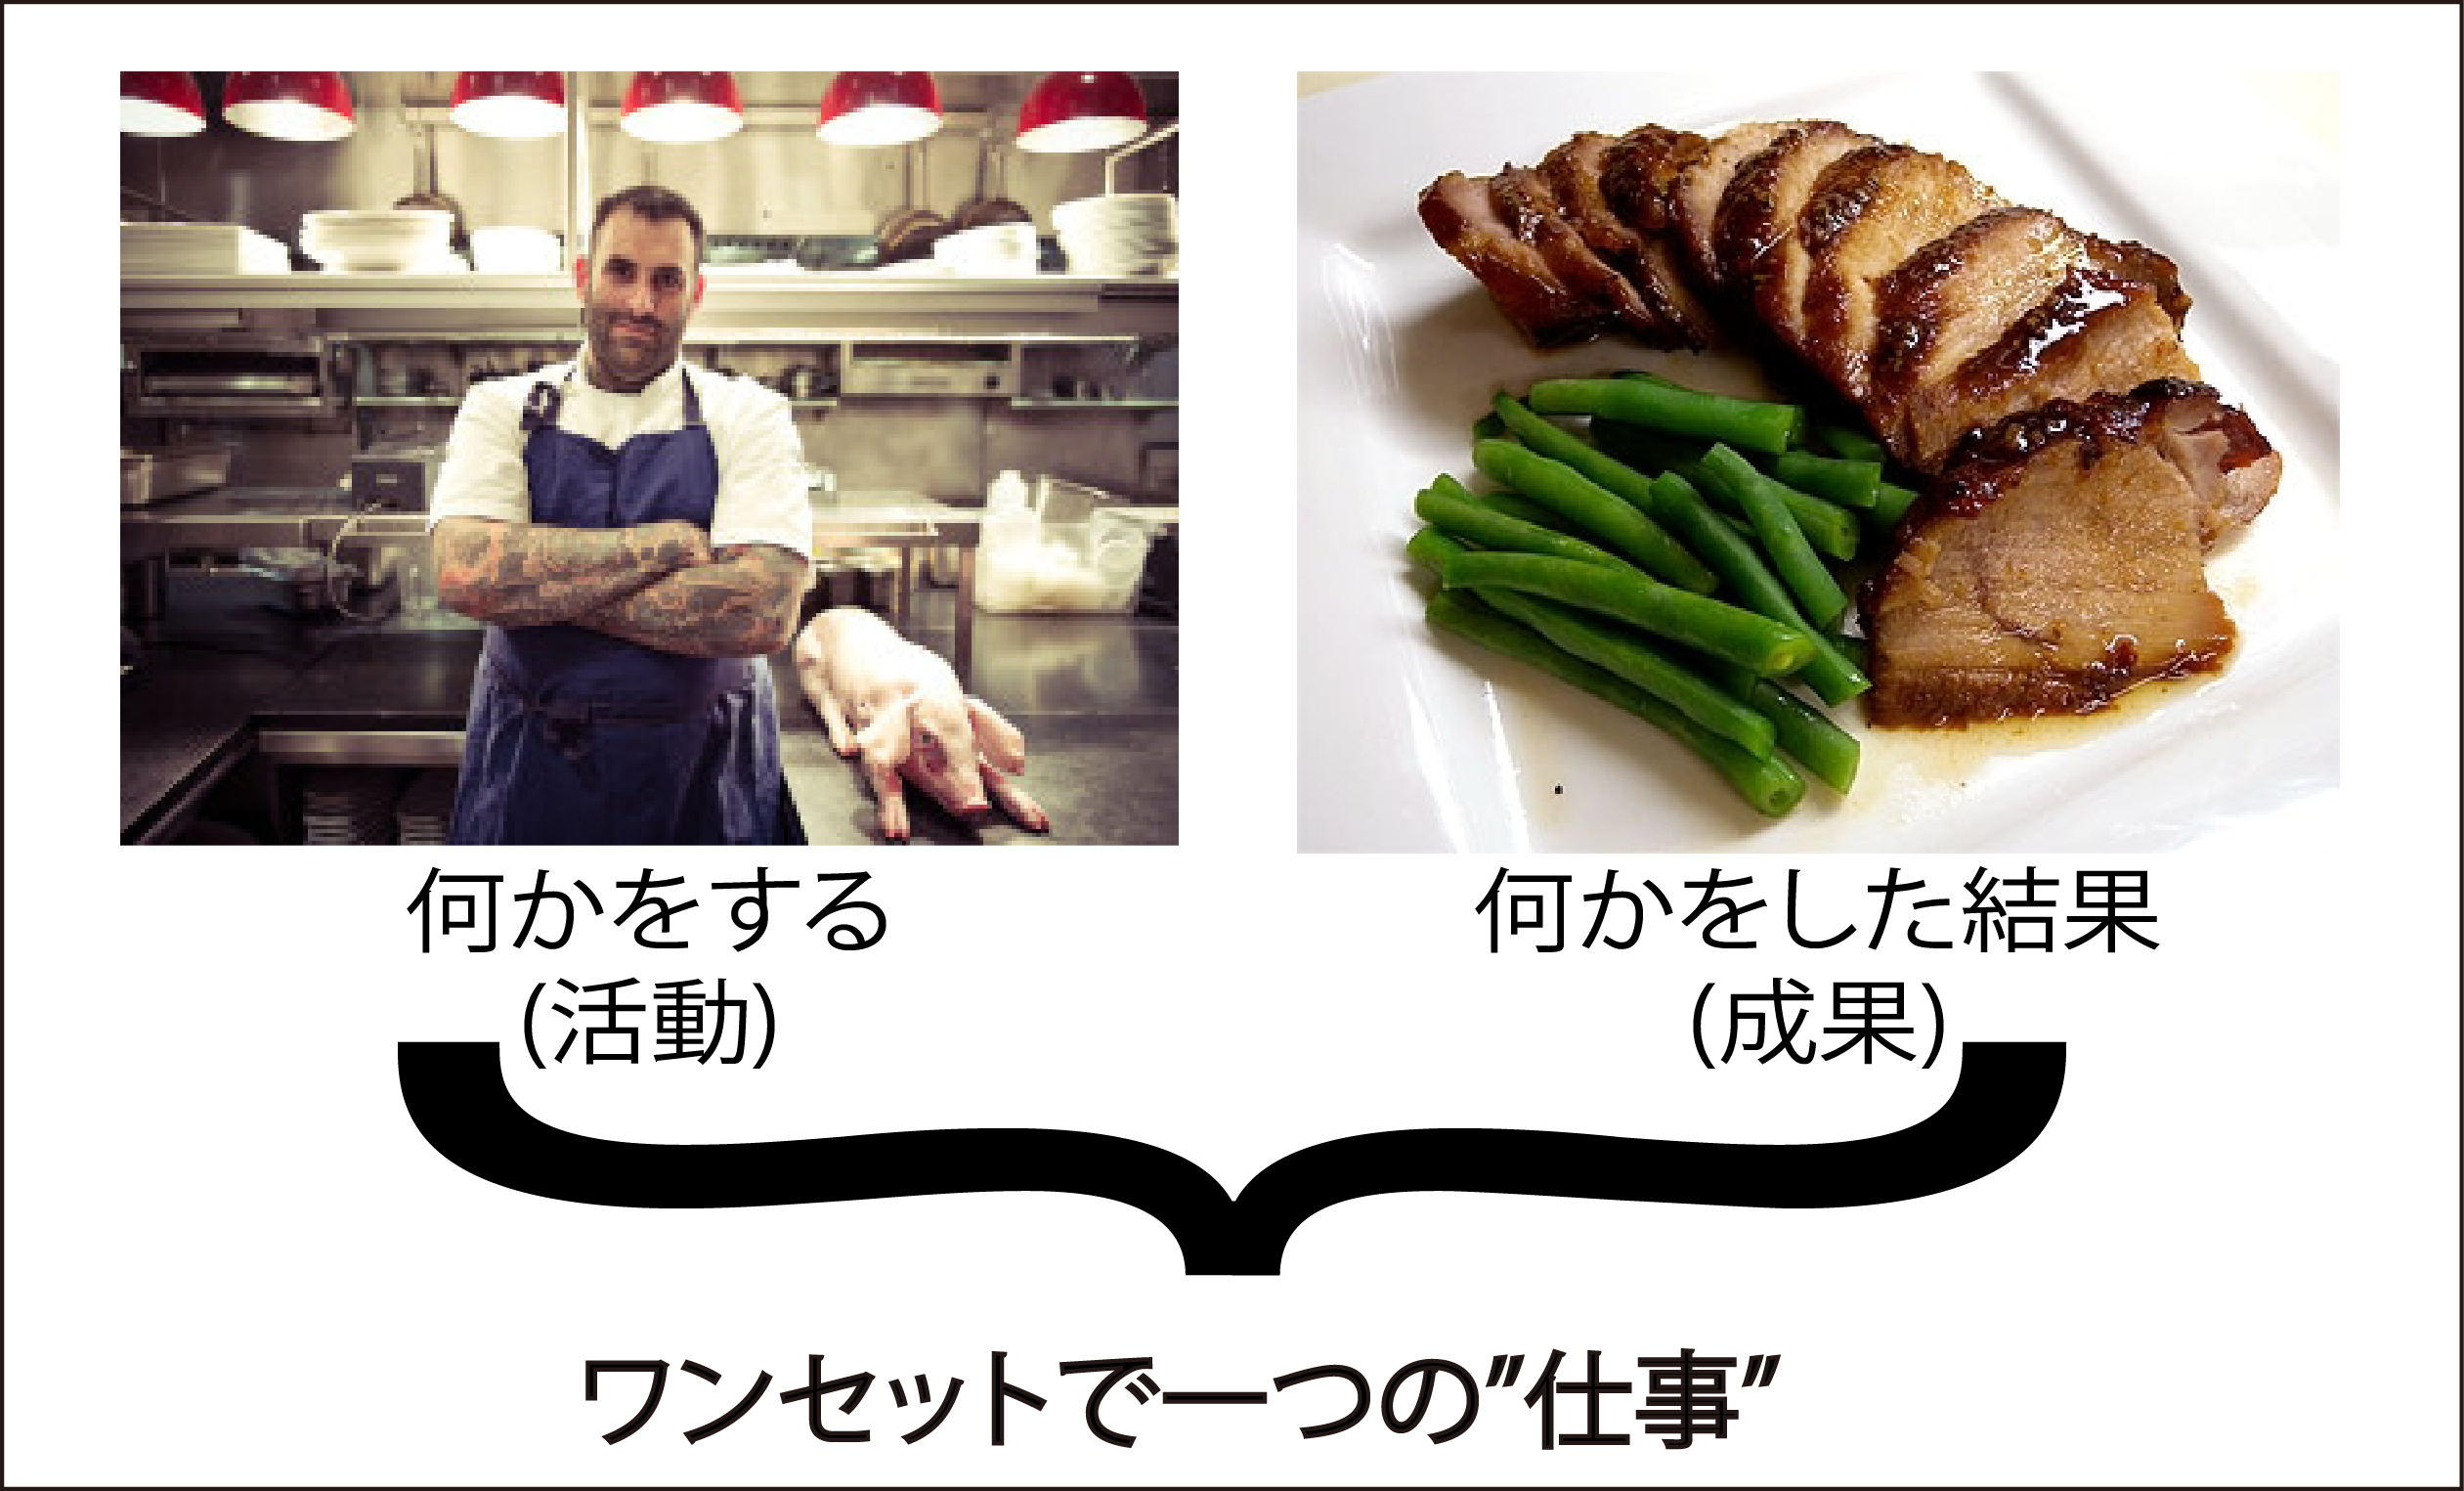 何かをする
(活動)
何かをした結果
(成果)
ワンセットで一つの"仕事"